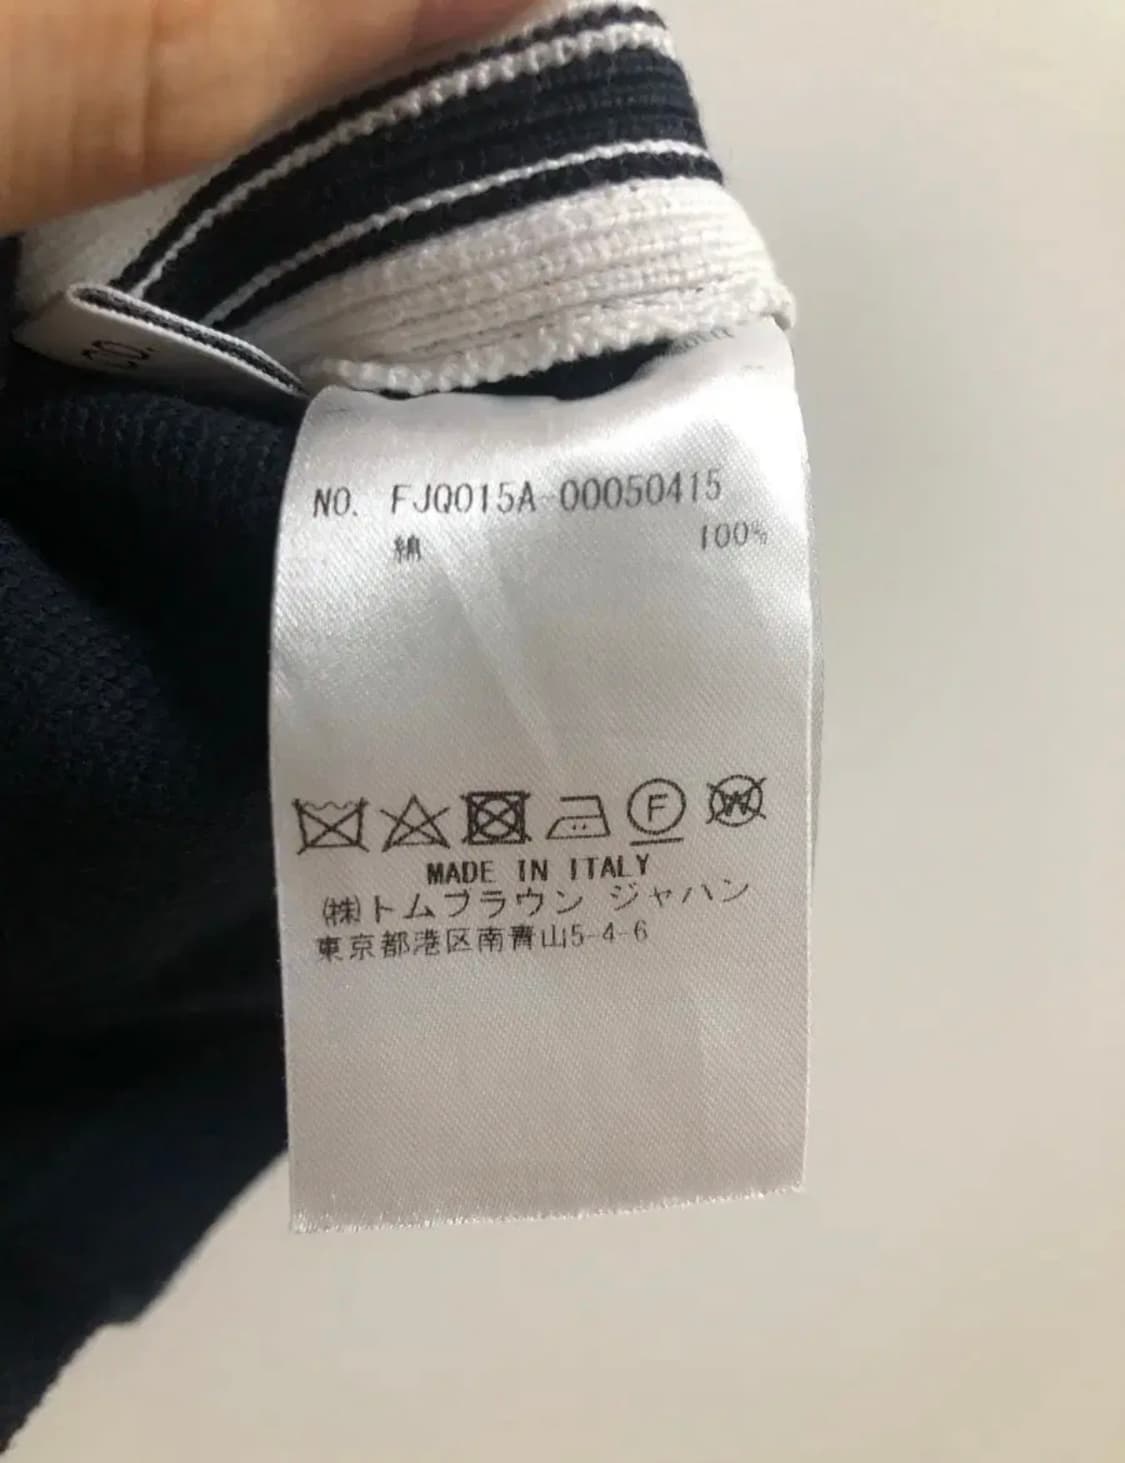 CO.
NO. FJQ015A-00050415
綿 100%
F
W
MADE IN ITALY
(株)トムブラウン ジャパン
東京都港区南青山5-4-6